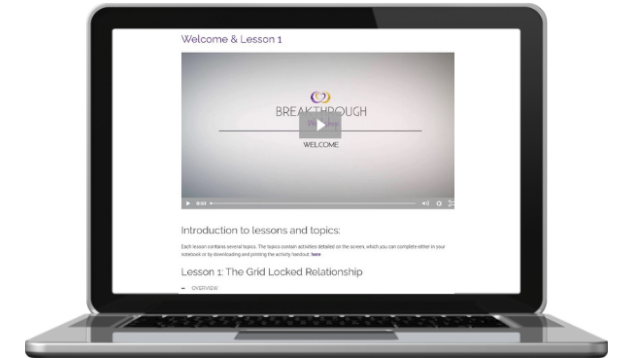 Welcome & Lesson 1
BREAKTHROUGH
WELCOME
0:03
Introduction to lessons and topics:
Each lesson contains several topics. The topics contain activities detailed on the screen, which you can complete either in your
notebook or by downloading and printing the activity handout here
Lesson 1: The Grid Locked Relationship
– OVERVIEW